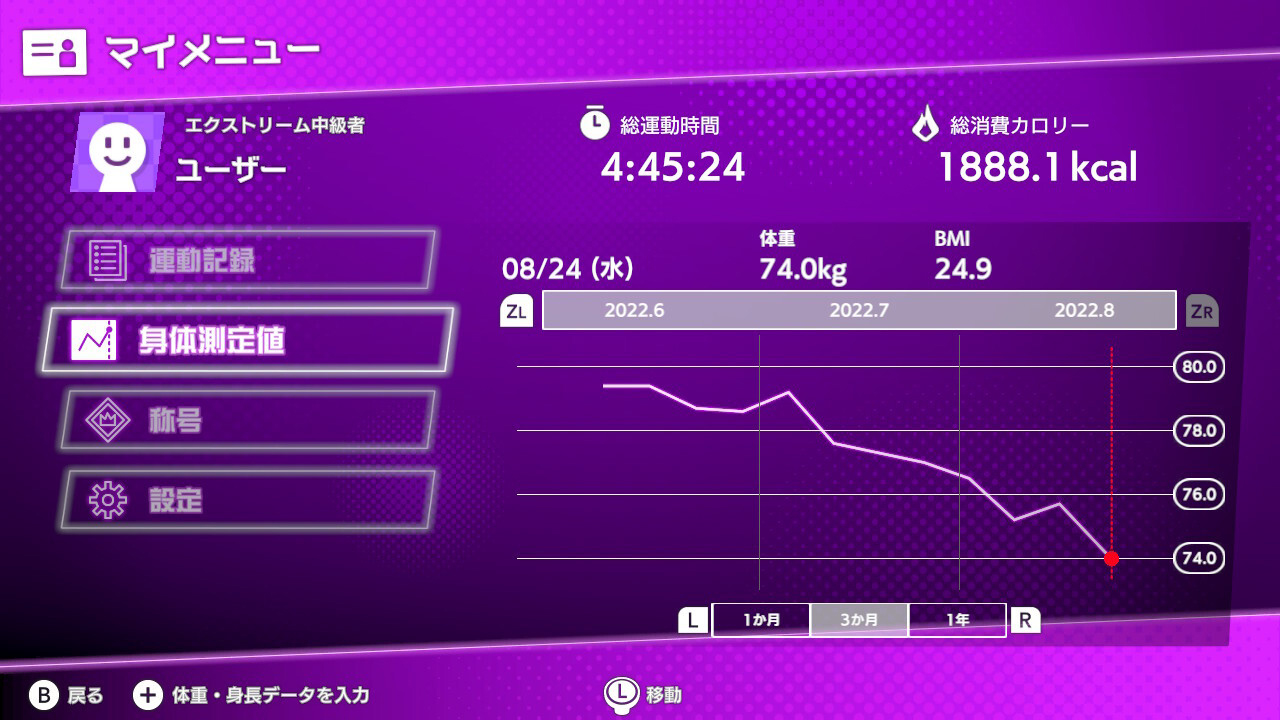 マイメニュー
エクストリーム中級者
ユーザー
総運動時間
4:45:24
総消費カロリー
1888.1kcal
運動記録
身体測定値
称号
設定
08/24 (水)
体重
74.0kg
BMI
24.9
ZL 2022.6 2022.7 2022.8 ZR
80.0
78.0
76.0
74.0
L 1か月 3か月 1年 R
B 戻る + 体重・身長データを入力 L 移動